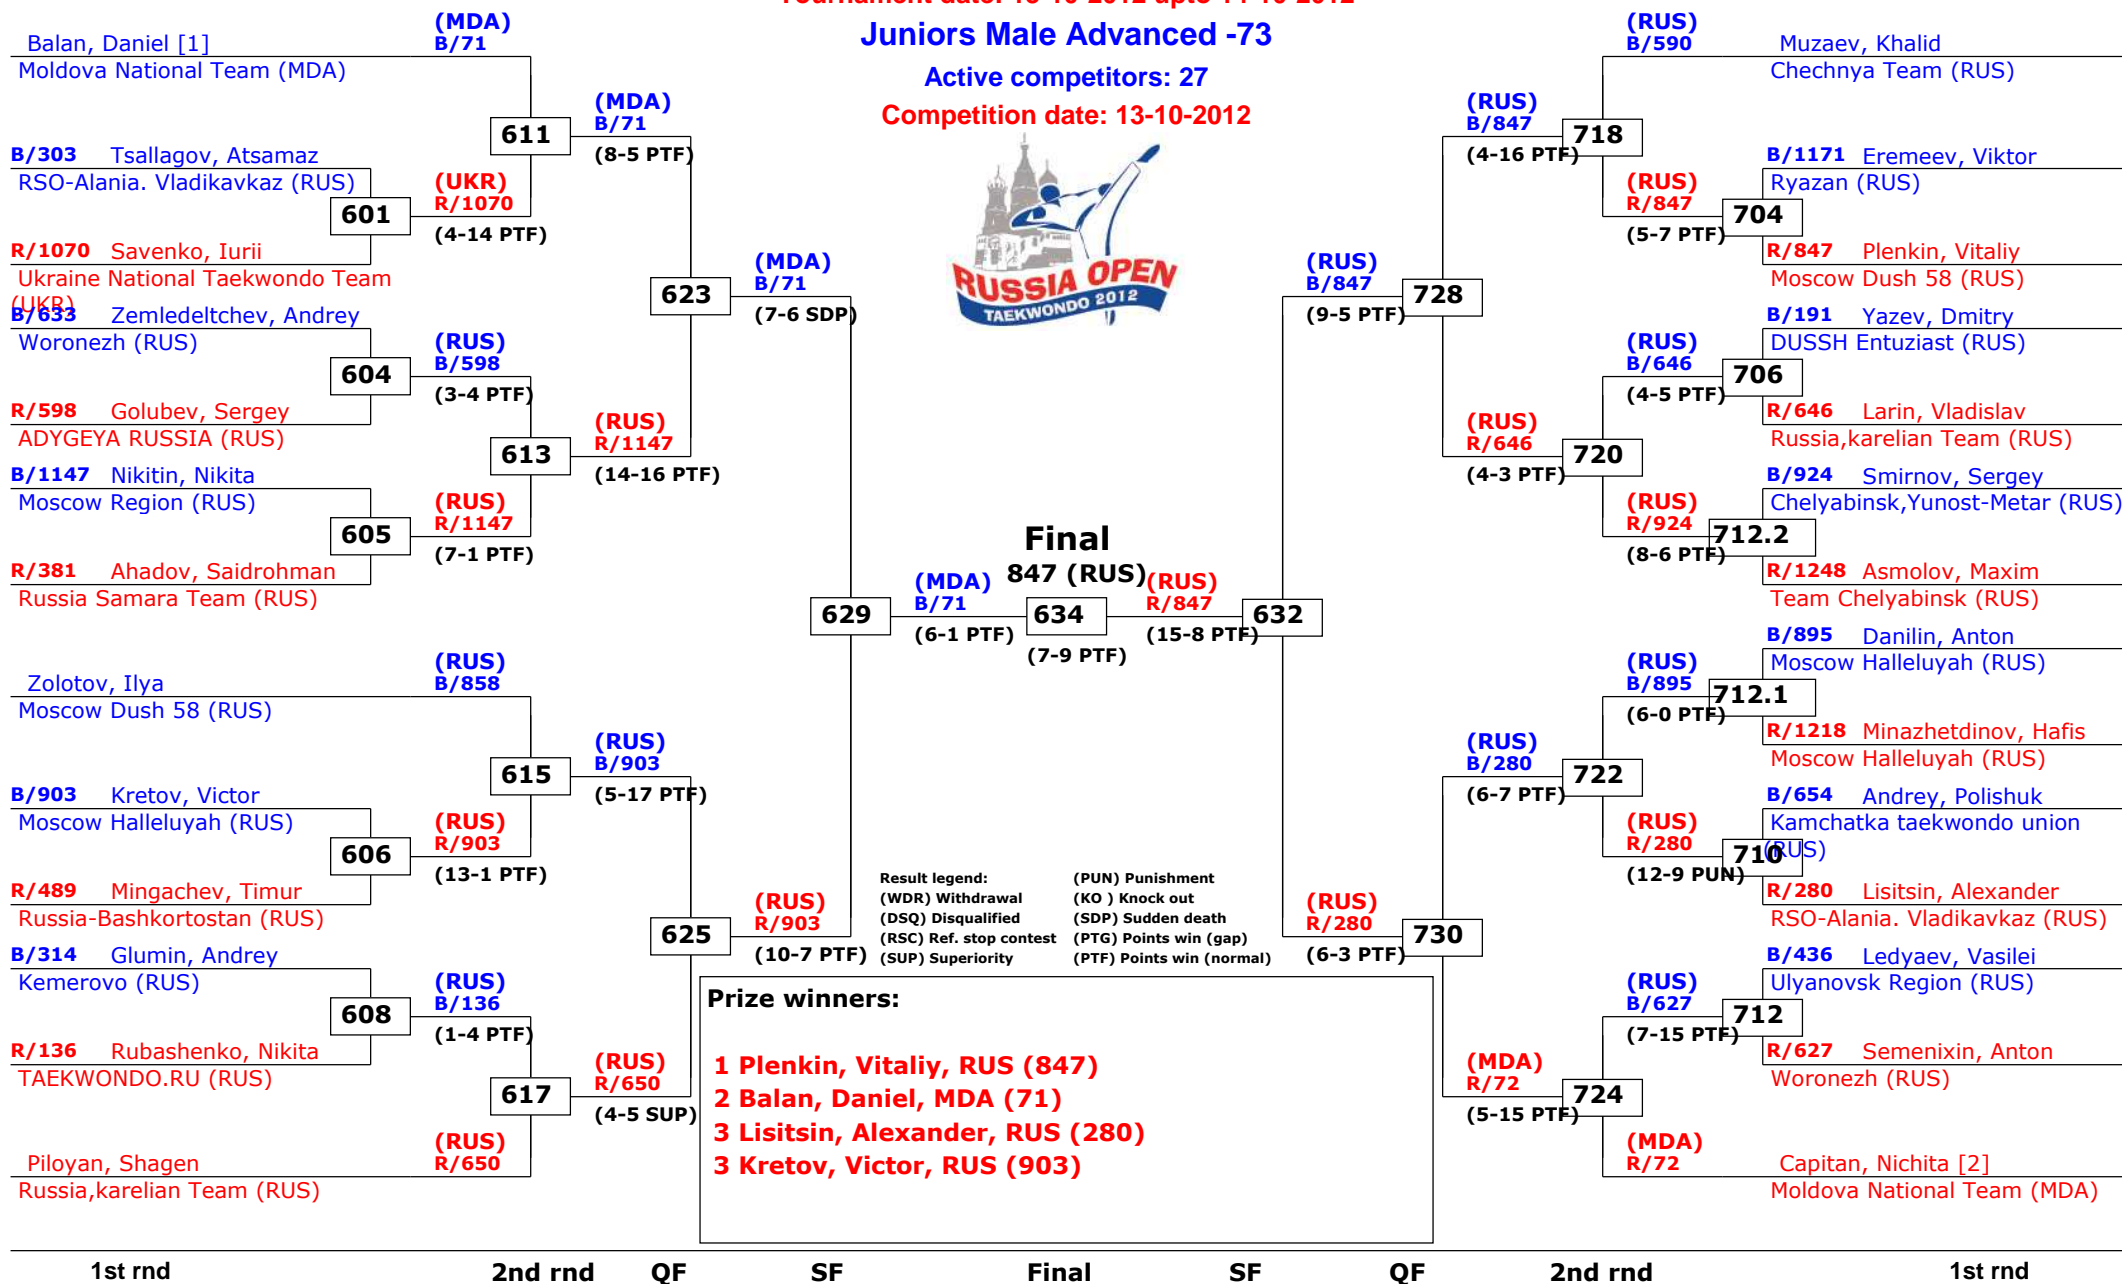 Juniors Male Advanced -73
Active competitors: 27
Competition date: 13-10-2012
RUSSIA OPEN
TAEKWONDO 2012
Balan, Daniel [1]
Moldova National Team (MDA)
(MDA)
B/71
B/303 Tsallagov, Atsamaz
RSO-Alania. Vladikavkaz (RUS)
601
R/1070 Savenko, Iurii
Ukraine National Taekwondo Team
(UKR)
(UKR)
R/1070
(4-14 PTF)
611
(MDA)
B/71
(8-5 PTF)
B/633 Zemledeltchev, Andrey
Woronezh (RUS)
604
R/598 Golubev, Sergey
ADYGEYA RUSSIA (RUS)
(RUS)
B/598
(3-4 PTF)
B/1147 Nikitin, Nikita
Moscow Region (RUS)
605
R/381 Ahadov, Saidrohman
Russia Samara Team (RUS)
(RUS)
R/1147
(7-1 PTF)
613
(RUS)
R/1147
(14-16 PTF)
623
(MDA)
B/71
(7-6 SDP)
Zolotov, Ilya
Moscow Dush 58 (RUS)
(RUS)
B/858
B/903 Kretov, Victor
Moscow Halleluyah (RUS)
606
R/489 Mingachev, Timur
Russia-Bashkortostan (RUS)
(RUS)
R/903
(13-1 PTF)
615
(RUS)
B/903
(5-17 PTF)
B/314 Glumin, Andrey
Kemerovo (RUS)
608
R/136 Rubashenko, Nikita
TAEKWONDO.RU (RUS)
(RUS)
B/136
(1-4 PTF)
Piloyan, Shagen
Russia,karelian Team (RUS)
(RUS)
R/650
617
(RUS)
R/650
(4-5 SUP)
625
(RUS)
R/903
(10-7 PTF)
629
(MDA)
B/71
(6-1 PTF)
Final
847 (RUS)
634
(7-9 PTF)
(RUS)
R/847
(15-8 PTF)
632
(RUS)
B/847
(9-5 PTF)
728
(RUS)
B/847
(4-16 PTF)
718
(RUS)
B/590
Muzaev, Khalid
Chechnya Team (RUS)
(RUS)
R/847
(5-7 PTF)
704
B/1171 Eremeev, Viktor
Ryazan (RUS)
R/847 Plenkin, Vitaliy
Moscow Dush 58 (RUS)
(RUS)
R/646
(4-3 PTF)
720
(RUS)
B/646
(4-5 PTF)
706
B/191 Yazev, Dmitry
DUSSH Entuziast (RUS)
R/646 Larin, Vladislav
Russia,karelian Team (RUS)
(RUS)
R/924
(8-6 PTF)
712.2
B/924 Smirnov, Sergey
Chelyabinsk,Yunost-Metar (RUS)
R/1248 Asmolov, Maxim
Team Chelyabinsk (RUS)
(RUS)
R/280
(6-3 PTF)
730
(RUS)
B/280
(6-7 PTF)
722
(RUS)
B/895
(6-0 PTF)
712.1
B/895 Danilin, Anton
Moscow Halleluyah (RUS)
R/1218 Minazhetdinov, Hafis
Moscow Halleluyah (RUS)
(RUS)
R/280
(12-9 PUN)
710
B/654 Andrey, Polishuk
Kamchatka taekwondo union
(RUS)
R/280 Lisitsin, Alexander
RSO-Alania. Vladikavkaz (RUS)
(MDA)
R/72
(5-15 PTF)
724
(RUS)
B/627
(7-15 PTF)
712
B/436 Ledyaev, Vasilei
Ulyanovsk Region (RUS)
R/627 Semenixin, Anton
Woronezh (RUS)
(MDA)
R/72
Capitan, Nichita [2]
Moldova National Team (MDA)
Result legend:
(WDR) Withdrawal
(DSQ) Disqualified
(RSC) Ref. stop contest
(SUP) Superiority
(PUN) Punishment
(KO ) Knock out
(SDP) Sudden death
(PTG) Points win (gap)
(PTF) Points win (normal)
Prize winners:
1 Plenkin, Vitaliy, RUS (847)
2 Balan, Daniel, MDA (71)
3 Lisitsin, Alexander, RUS (280)
3 Kretov, Victor, RUS (903)
1st rnd 2nd rnd QF SF Final SF QF 2nd rnd 1st rnd